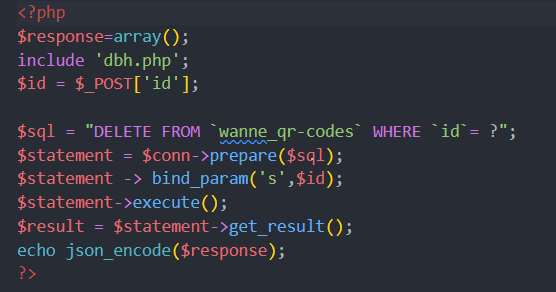 <?php
$response=array();
include 'dbh.php';
$id = $_POST['id'];
$sql = "DELETE FROM `wanne_qr-codes` WHERE `id`= ?";
$statement = $conn->prepare($sql);
$statement -> bind_param('s',$id);
$statement->execute();
$result = $statement->get_result();
echo json_encode($response);
?>